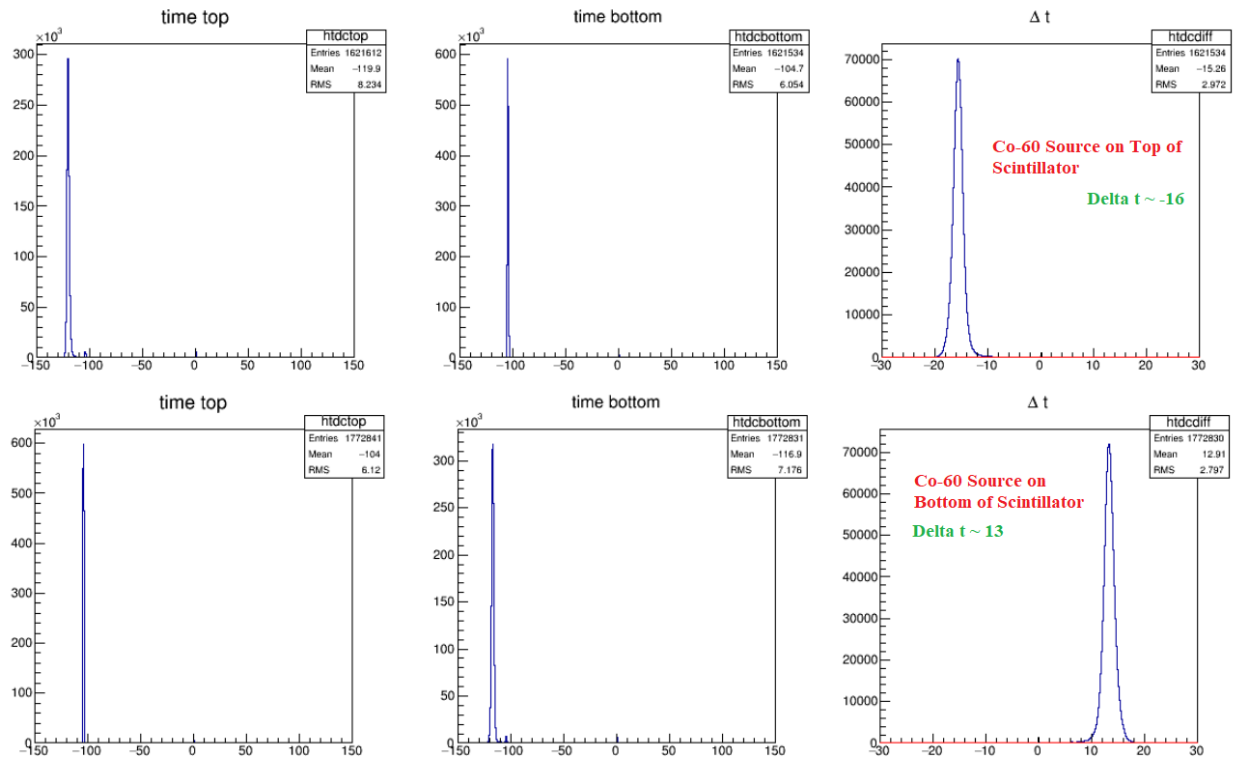 time top
×10³
300
250
200
150
100
50
0
−150 −100 −50 0 50 100 150
htdctop
Entries 1621612
Mean −119.9
RMS 8.234
time bottom
×10³
600
500
400
300
200
100
0
−150 −100 −50 0 50 100 150
htdcbottom
Entries 1621534
Mean −104.7
RMS 6.054
Δ t
70000
60000
50000
40000
30000
20000
10000
0
−30 −20 −10 0 10 20 30
htdcdiff
Entries 1621534
Mean −15.26
RMS 2.972
Co-60 Source on Top of
Scintillator
Delta t ~ -16
time top
×10³
600
500
400
300
200
100
0
−150 −100 −50 0 50 100 150
htdctop
Entries 1772841
Mean −104
RMS 6.12
time bottom
×10³
300
250
200
150
100
50
0
−150 −100 −50 0 50 100 150
htdcbottom
Entries 1772831
Mean −116.9
RMS 7.176
Δ t
70000
60000
50000
40000
30000
20000
10000
0
−30 −20 −10 0 10 20 30
htdcdiff
Entries 1772830
Mean 12.91
RMS 2.797
Co-60 Source on
Bottom of Scintillator
Delta t ~ 13